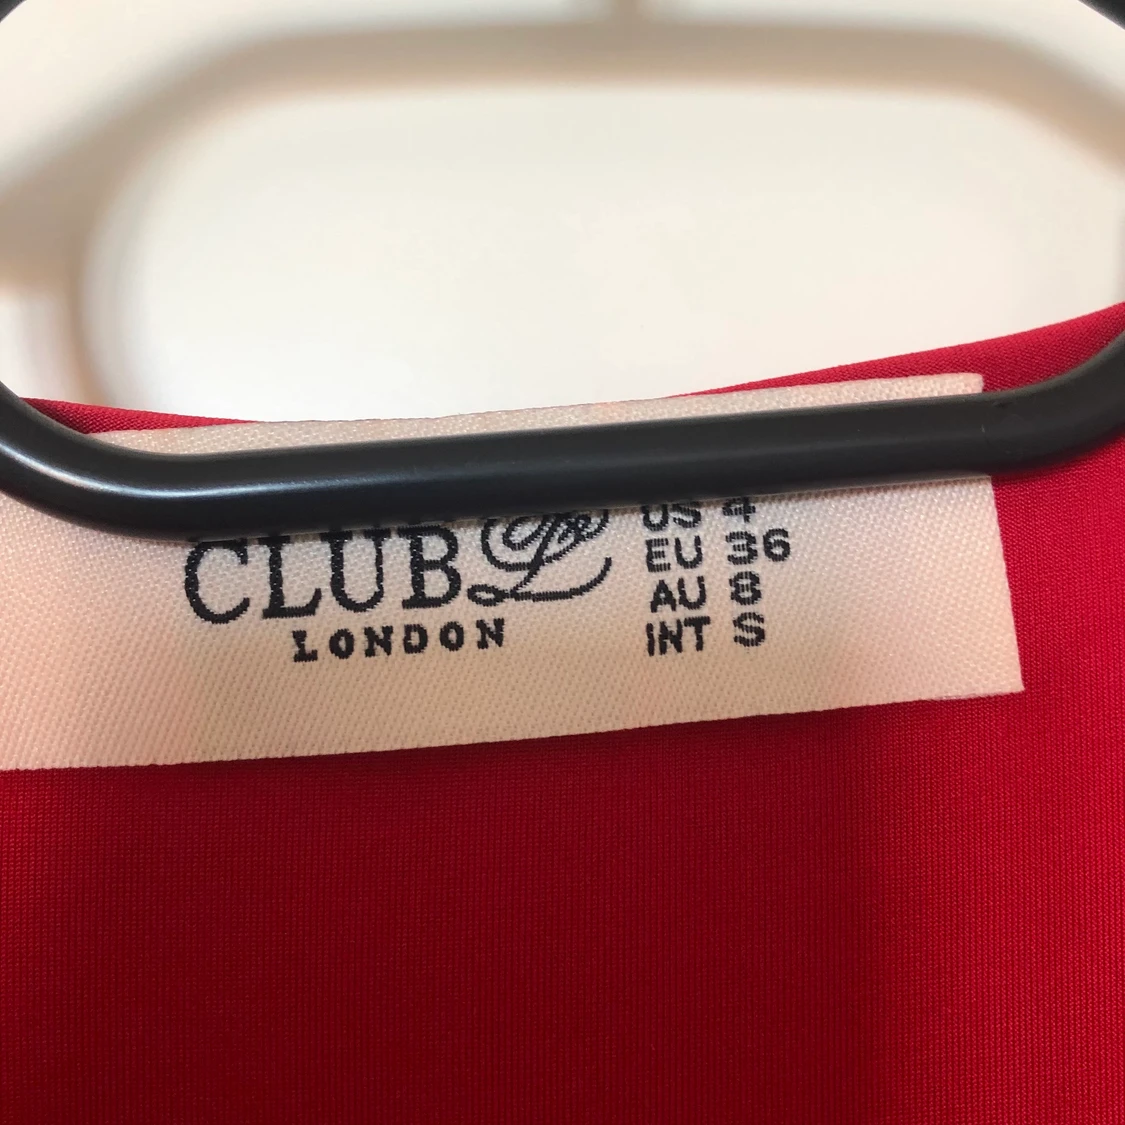 CLUB L
LONDON
US 4
EU 36
AU 8
INT S